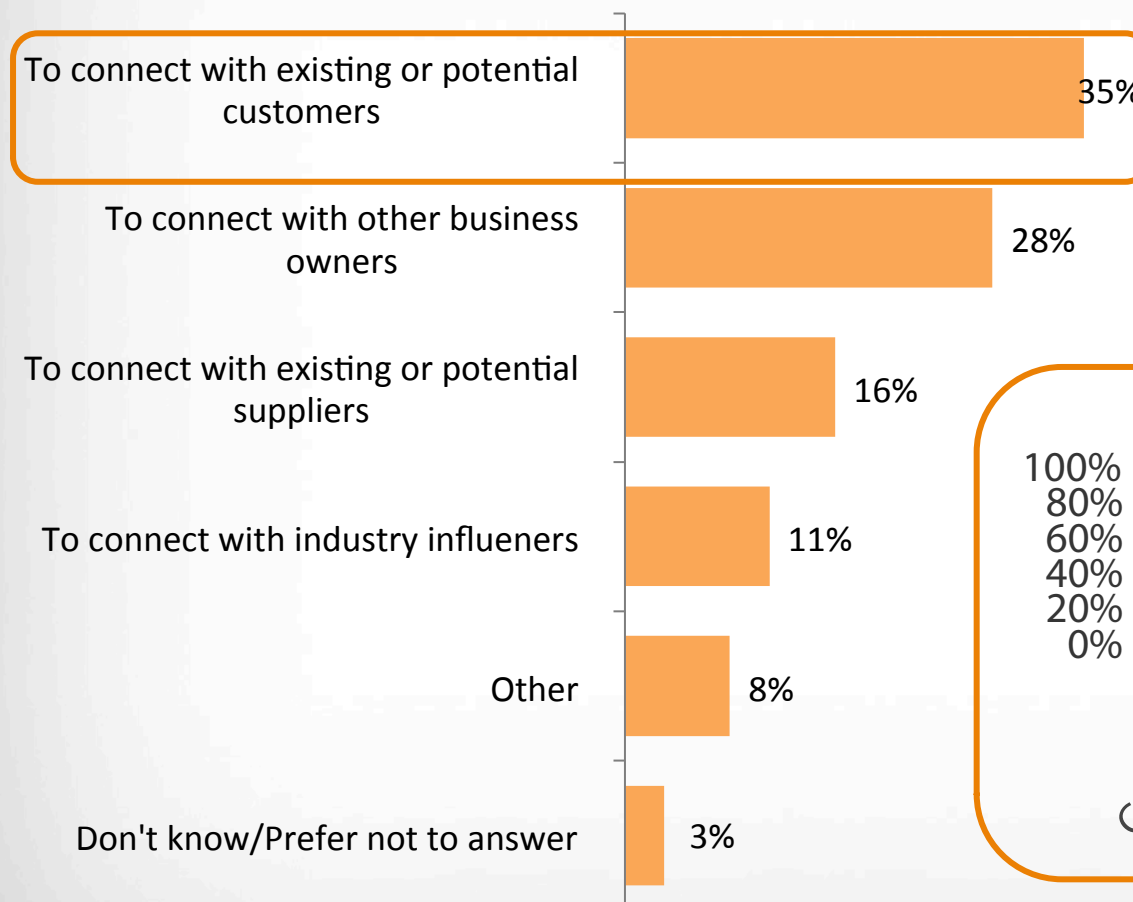 To connect with existing or potential
customers
35%
To connect with other business
owners
28%
To connect with existing or potential
suppliers
16%
To connect with industry influeners
11%
Other
8%
Don't know/Prefer not to answer
3%
100%
80%
60%
40%
20%
0%